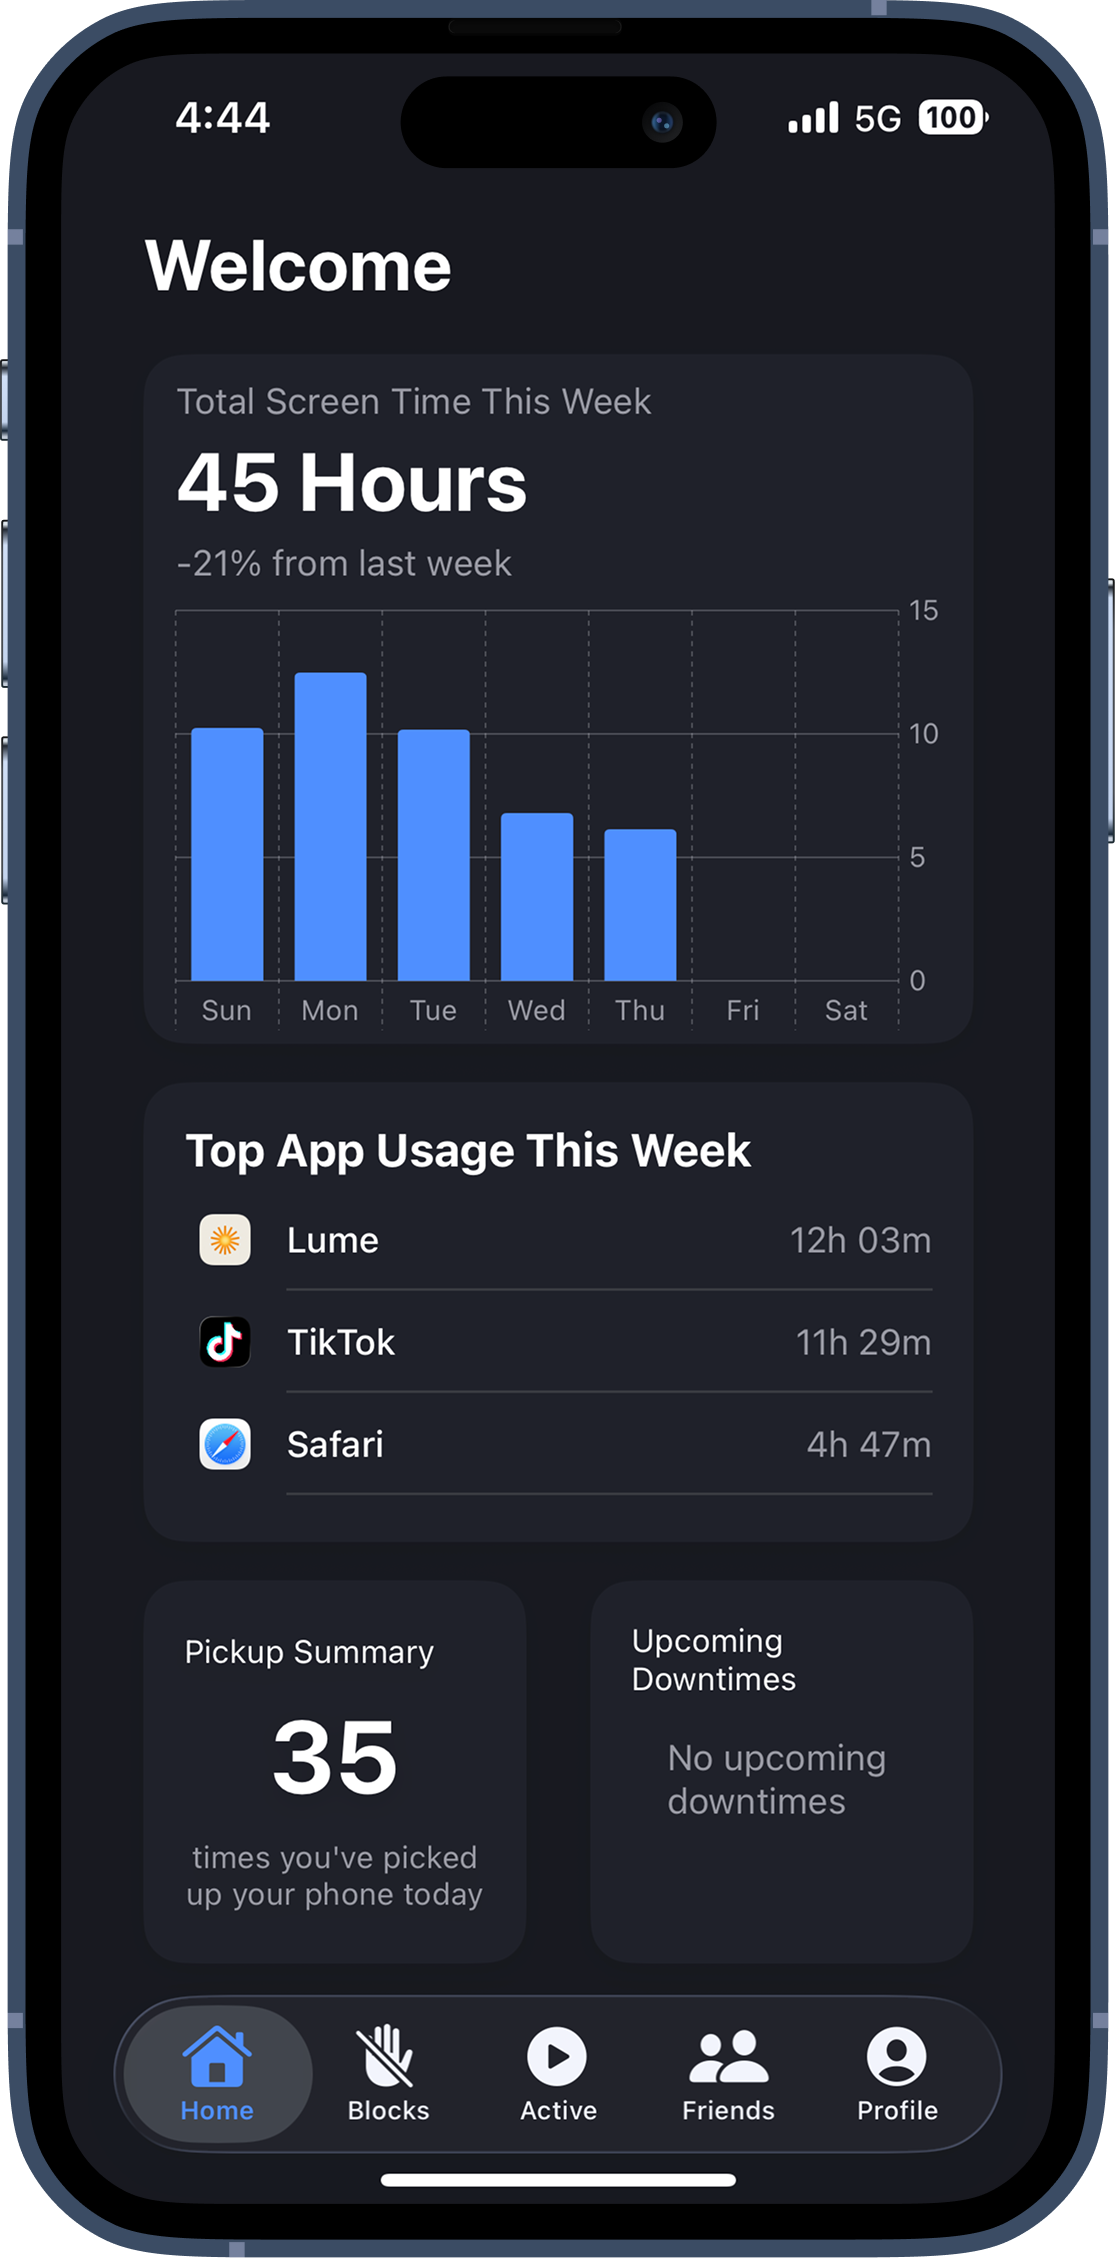 4:44
5G
100
Welcome
Total Screen Time This Week
45 Hours
-21% from last week
15
10
5
0
Sun Mon Tue Wed Thu Fri Sat
Top App Usage This Week
Lume 12h 03m
TikTok 11h 29m
Safari 4h 47m
Pickup Summary
35
times you've picked
up your phone today
Upcoming
Downtimes
No upcoming
downtimes
Home Blocks Active Friends Profile